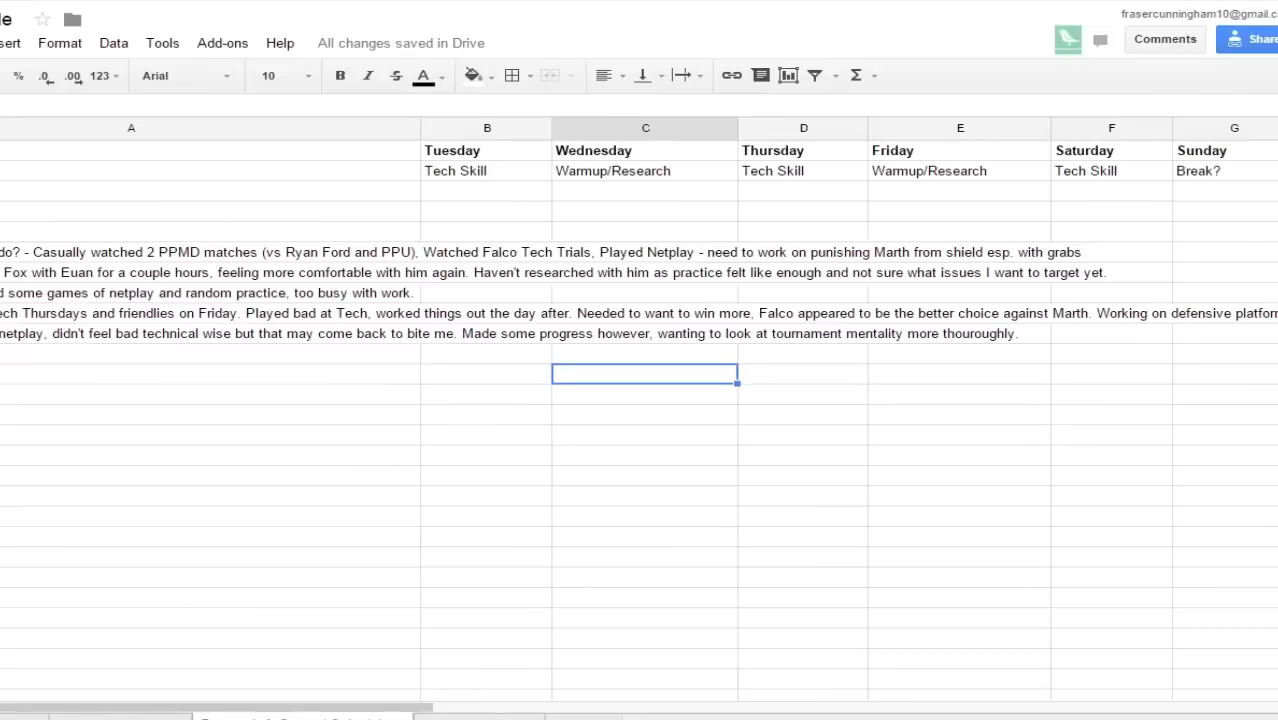 le
frasercunningham10@gmail.c
sert Format Data Tools Add-ons Help All changes saved in Drive
Comments Share
% .0 .00 123 Arial 10 B I S A Σ
A B C D E F G
Tuesday Wednesday Thursday Friday Saturday Sunday
Tech Skill Warmup/Research Tech Skill Warmup/Research Tech Skill Break?
do? - Casually watched 2 PPMD matches (vs Ryan Ford and PPU), Watched Falco Tech Trials, Played Netplay - need to work on punishing Marth from shield esp. with grabs
Fox with Euan for a couple hours, feeling more comfortable with him again. Haven't researched with him as practice felt like enough and not sure what issues I want to target yet.
d some games of netplay and random practice, too busy with work.
ech Thursdays and friendlies on Friday. Played bad at Tech, worked things out the day after. Needed to want to win more, Falco appeared to be the better choice against Marth. Working on defensive platfor
netplay, didn't feel bad technical wise but that may come back to bite me. Made some progress however, wanting to look at tournament mentality more thouroughly.